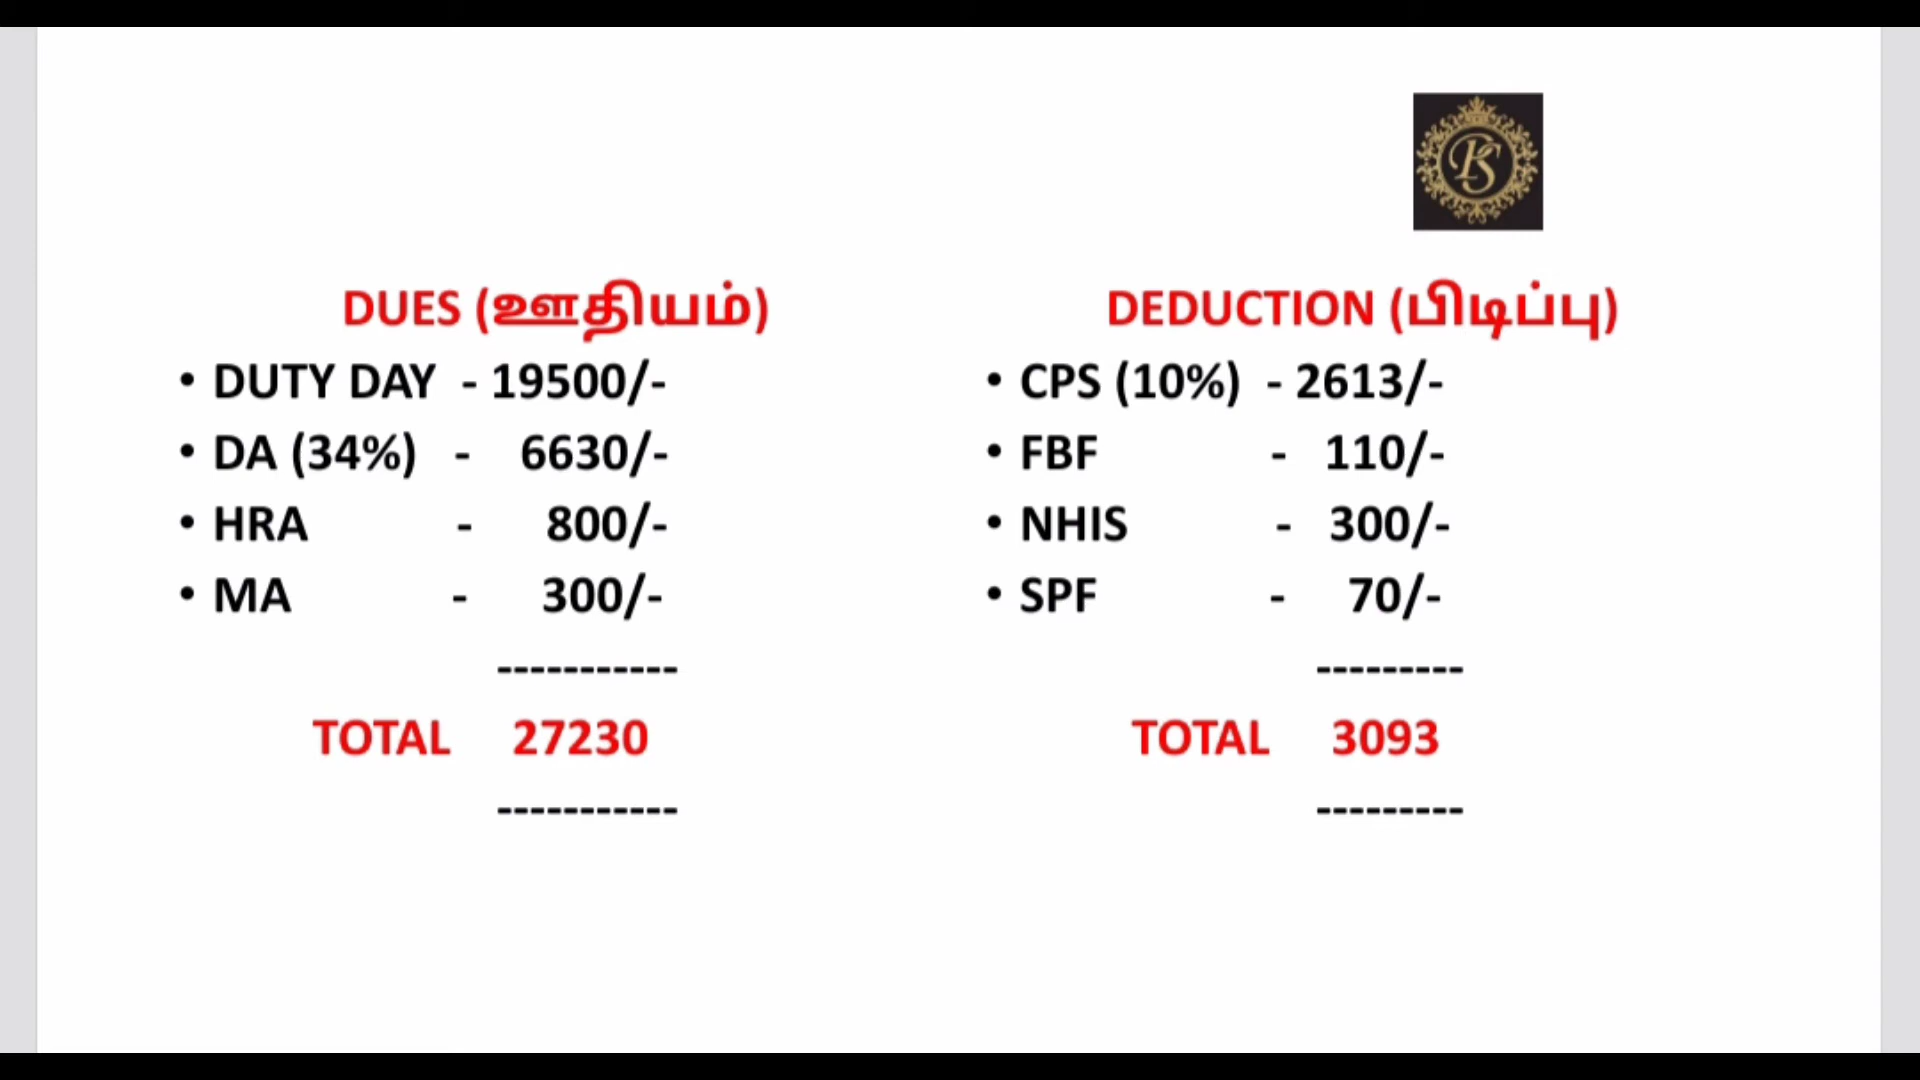 PS
DUES (ஊதியம்)
• DUTY DAY - 19500/-
• DA (34%) - 6630/-
• HRA - 800/-
• MA - 300/-
-----------
TOTAL 27230
-----------
DEDUCTION (பிடிப்பு)
• CPS (10%) - 2613/-
• FBF - 110/-
• NHIS - 300/-
• SPF - 70/-
---------
TOTAL 3093
---------